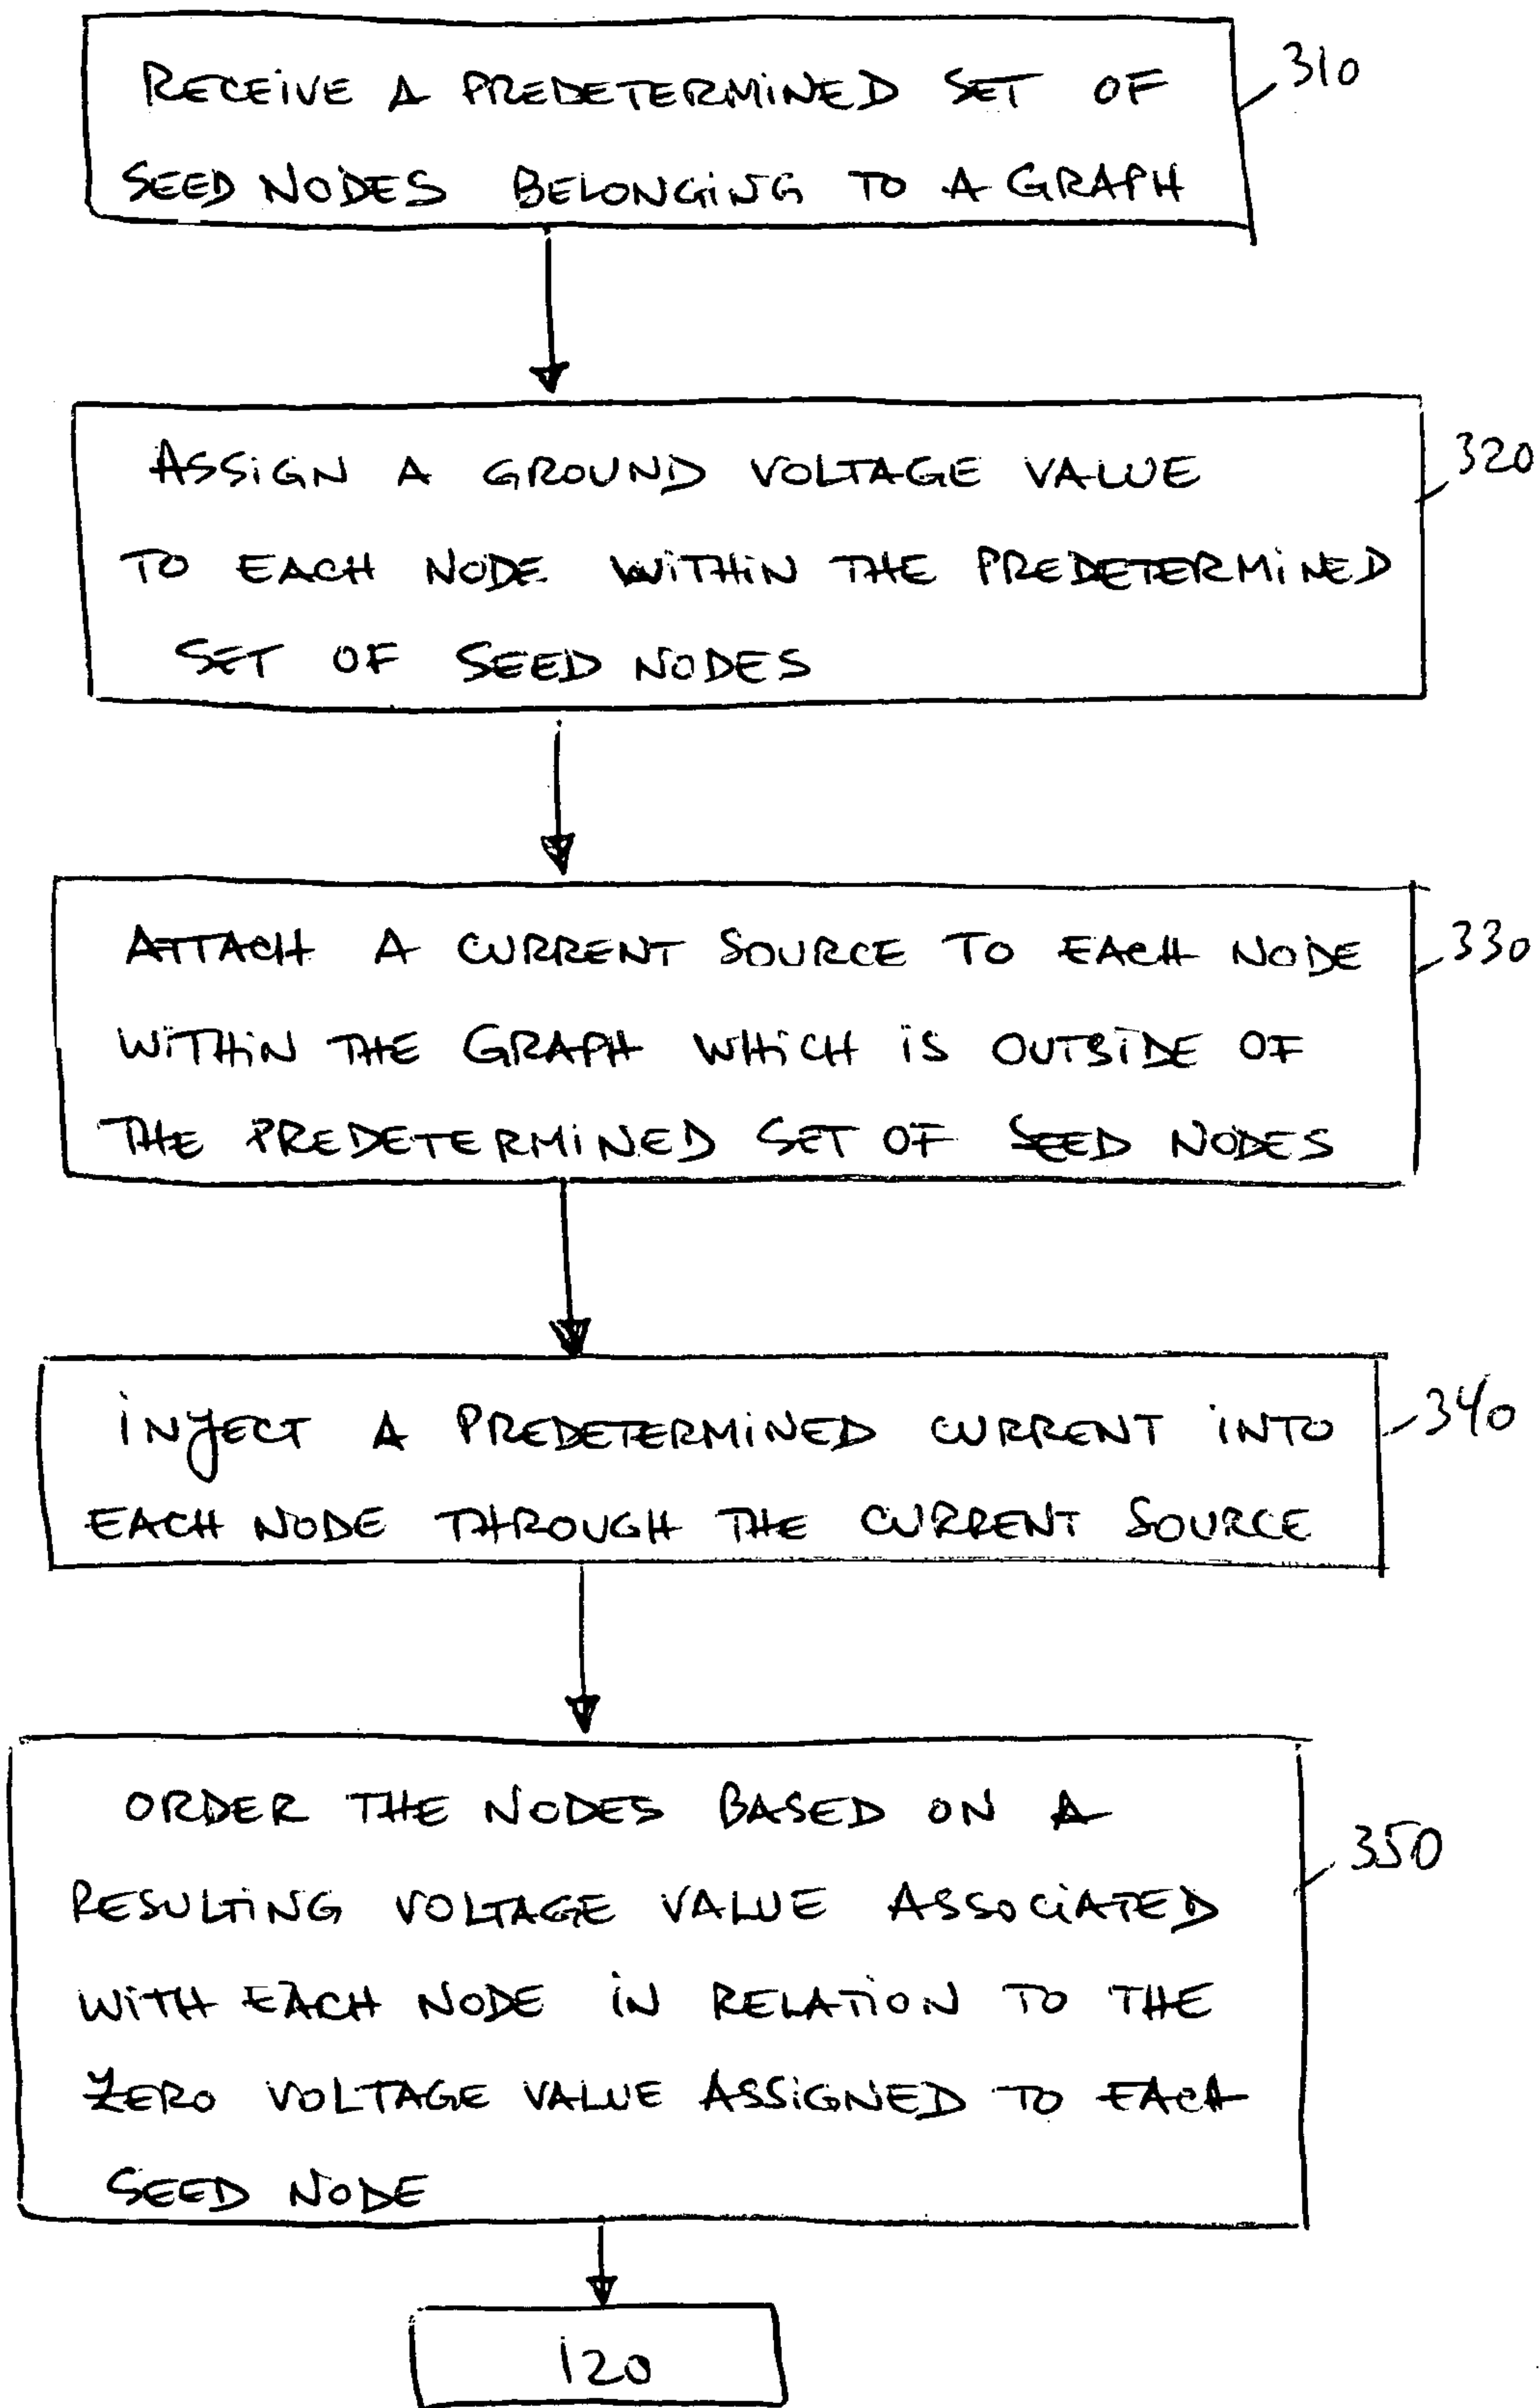 RECEIVE A PREDETERMINED SET OF
310
SEED NODES BELONGING TO A GRAPH
ASSIGN A GROUND VOLTAGE VALUE
320
TO EACH NODE WITHIN THE PREDETERMINED
SET OF SEED NODES
ATTACH A CURRENT SOURCE TO EACH NODE
330
WITHIN THE GRAPH WHICH IS OUTSIDE OF
THE PREDETERMINED SET OF SEED NODES
INJECT A PREDETERMINED CURRENT INTO
340
EACH NODE THROUGH THE CURRENT SOURCE
ORDER THE NODES BASED ON A
350
RESULTING VOLTAGE VALUE ASSOCIATED
WITH EACH NODE IN RELATION TO THE
ZERO VOLTAGE VALUE ASSIGNED TO EACH
SEED NODE
120